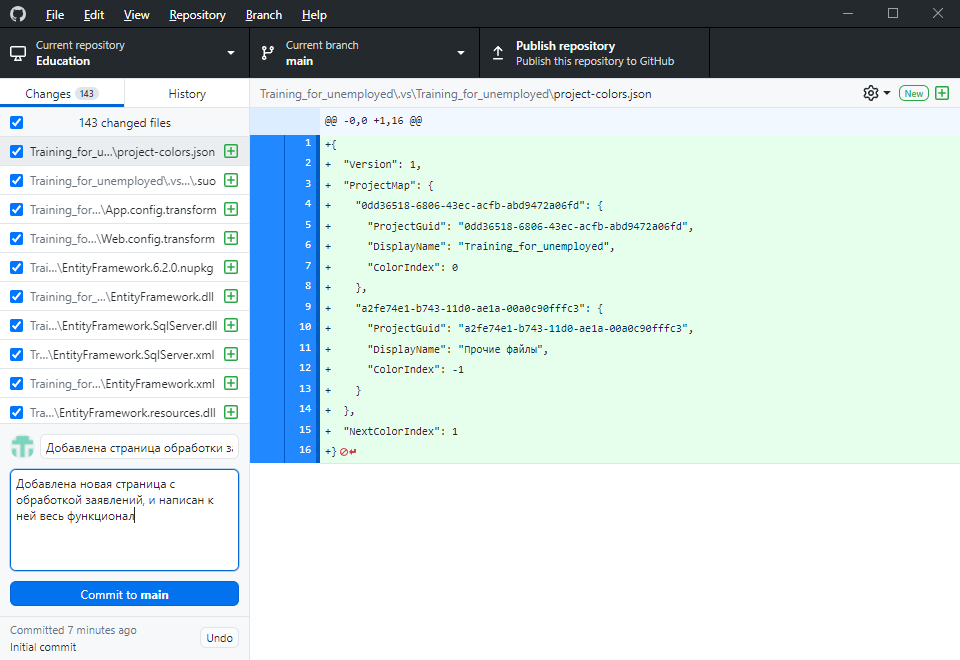 File Edit View Repository Branch Help
Current repository
Education
Current branch
main
Publish repository
Publish this repository to GitHub
Changes 143
History
143 changed files
Training_for_u...\project-colors.json
Training_for_unemployed\.vs...\.suo
Training_for...\App.config.transform
Training_fo...\Web.config.transform
Trai...\EntityFramework.6.2.0.nupkg
Training_for_...\EntityFramework.dll
Trai...\EntityFramework.SqlServer.dll
Tr...\EntityFramework.SqlServer.xml
Training_for...\EntityFramework.xml
Tra...\EntityFramework.resources.dll
Добавлена страница обработки за
Добавлена новая страница с
обработкой заявлений, и написан к
ней весь функционал
Commit to main
Committed 7 minutes ago
Initial commit
Undo
Training_for_unemployed\.vs\Training_for_unemployed\project-colors.json
New
@@ -0,0 +1,16 @@
1 +{
2 + "Version": 1,
3 + "ProjectMap": {
4 + "0dd36518-6806-43ec-acfb-abd9472a06fd": {
5 + "ProjectGuid": "0dd36518-6806-43ec-acfb-abd9472a06fd",
6 + "DisplayName": "Training_for_unemployed",
7 + "ColorIndex": 0
8 + },
9 + "a2fe74e1-b743-11d0-ae1a-00a0c90fffc3": {
10 + "ProjectGuid": "a2fe74e1-b743-11d0-ae1a-00a0c90fffc3",
11 + "DisplayName": "Прочие файлы",
12 + "ColorIndex": -1
13 + }
14 + },
15 + "NextColorIndex": 1
16 +}